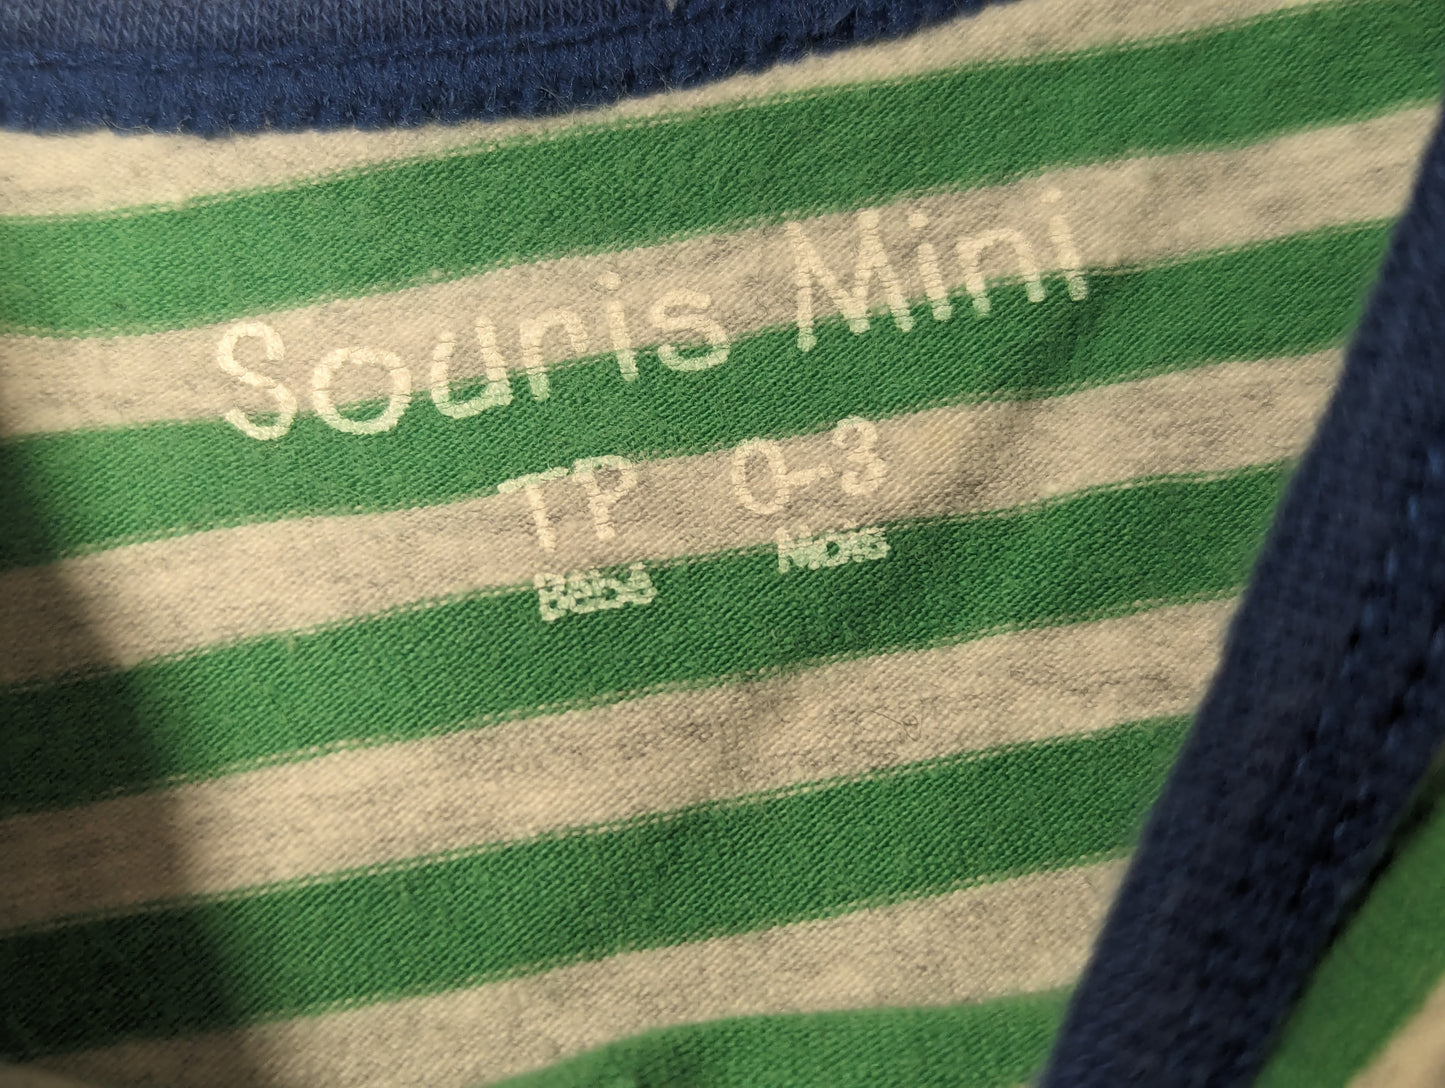 Souris Mini
TP 0-3
Bébé Mois